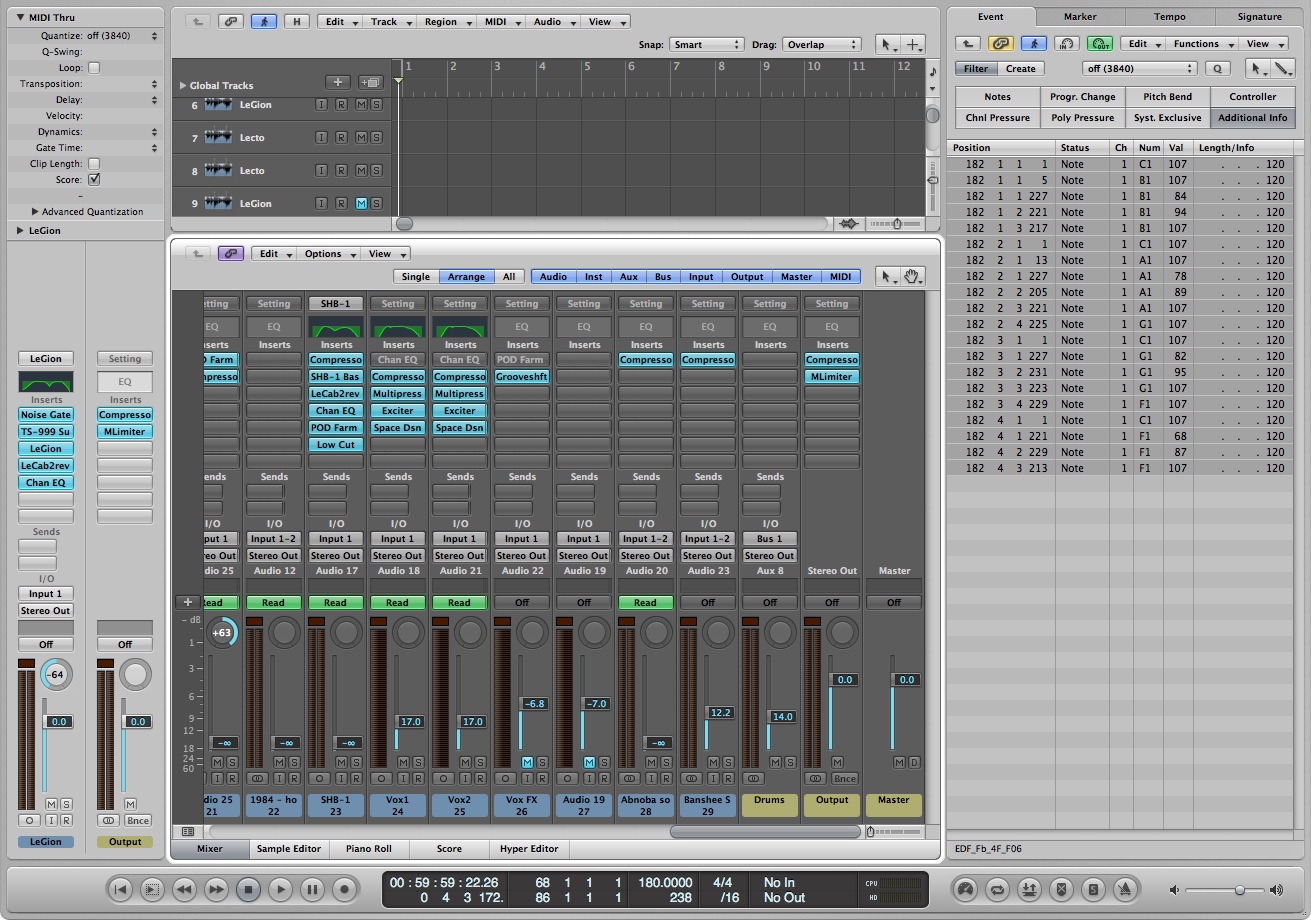 MIDI Thru
Quantize: off (3840)
Q-Swing:
Loop:
Transposition:
Delay:
Velocity:
Dynamics:
Gate Time:
Clip Length:
Score:
–
Advanced Quantization
LeGion
LeGion Setting
EQ
Inserts Inserts
Noise Gate Compresso
TS-999 Su MLimiter
LeGion
LeCab2rev
Chan EQ
Sends
I/O
Input 1
Stereo Out
Off Off
-64
0.0 0.0
M S M
I R Bnce
LeGion Output
H Edit Track Region MIDI Audio View
Snap: Smart Drag: Overlap
Global Tracks
1 2 3 4 5 6 7 8 9 10 11 12
6 LeGion I R M S
7 Lecto I R M S
8 Lecto I R M S
9 LeGion I R M S
Edit Options View
Single Arrange All Audio Inst Aux Bus Input Output Master MIDI
etting Setting SHB-1 Setting Setting Setting Setting Setting Setting Setting Setting
EQ EQ EQ EQ EQ EQ EQ EQ
Inserts Inserts Inserts Inserts Inserts Inserts Inserts Inserts Inserts Inserts
D Farm Compresso Chan EQ Chan EQ POD Farm Compresso Compresso Compresso
mpresso SHB-1 Bas Compresso Compresso Grooveshft MLimiter
LeCab2rev Multipress Multipress
Chan EQ Exciter Exciter
POD Farm Space Dsn Space Dsn
Low Cut
Sends Sends Sends Sends Sends Sends Sends Sends Sends
I/O I/O I/O I/O I/O I/O I/O I/O I/O I/O
put 1 Input 1-2 Input 1 Input 1 Input 1 Input 1 Input 1 Input 1-2 Input 1-2 Bus 1
reo Out Stereo Out Stereo Out Stereo Out Stereo Out Stereo Out Stereo Out Stereo Out Stereo Out Stereo Out
dio 25 Audio 12 Audio 17 Audio 18 Audio 21 Audio 22 Audio 19 Audio 20 Audio 23 Aux 8 Stereo Out Master
Read Read Read Read Read Off Off Read Off Off Off Off
- dB
1
3
6
9
12
18
24
60
+63
-∞ -∞ -∞ 17.0 17.0 -6.8 -7.0 -∞ 12.2 14.0 0.0 0.0
M S M S M S M S M S M S M S M S M S M S M M D
I R I R I R I R I R I R I R I R I R Bnce
dio 25 1984 - ho SHB-1 Vox1 Vox2 Vox FX Audio 19 Abnoba so Banshee S Drums Output Master
21 22 23 24 25 26 27 28 29
Mixer Sample Editor Piano Roll Score Hyper Editor
Event Marker Tempo Signature
IN OUT Edit Functions View
Filter Create off (3840) Q
Notes Progr. Change Pitch Bend Controller
Chnl Pressure Poly Pressure Syst. Exclusive Additional Info
Position Status Ch Num Val Length/Info
182 1 1 1 Note 1 C1 107 . . . 120
182 1 1 5 Note 1 B1 107 . . . 120
182 1 1 227 Note 1 B1 84 . . . 120
182 1 2 221 Note 1 B1 94 . . . 120
182 1 3 217 Note 1 B1 107 . . . 120
182 2 1 1 Note 1 C1 107 . . . 120
182 2 1 13 Note 1 A1 107 . . . 120
182 2 1 227 Note 1 A1 78 . . . 120
182 2 2 205 Note 1 A1 89 . . . 120
182 2 3 221 Note 1 A1 107 . . . 120
182 2 4 225 Note 1 G1 107 . . . 120
182 3 1 1 Note 1 C1 107 . . . 120
182 3 1 227 Note 1 G1 82 . . . 120
182 3 2 231 Note 1 G1 95 . . . 120
182 3 3 223 Note 1 G1 107 . . . 120
182 3 4 229 Note 1 F1 107 . . . 120
182 4 1 1 Note 1 C1 107 . . . 120
182 4 1 221 Note 1 F1 68 . . . 120
182 4 2 229 Note 1 F1 87 . . . 120
182 4 3 213 Note 1 F1 107 . . . 120
EDF_Fb_4F_F06
00 : 59 : 59 : 22.26 68 1 1 1 180.0000 4/4 No In CPU
0 4 3 172. 86 1 1 1 238 /16 No Out HD
S